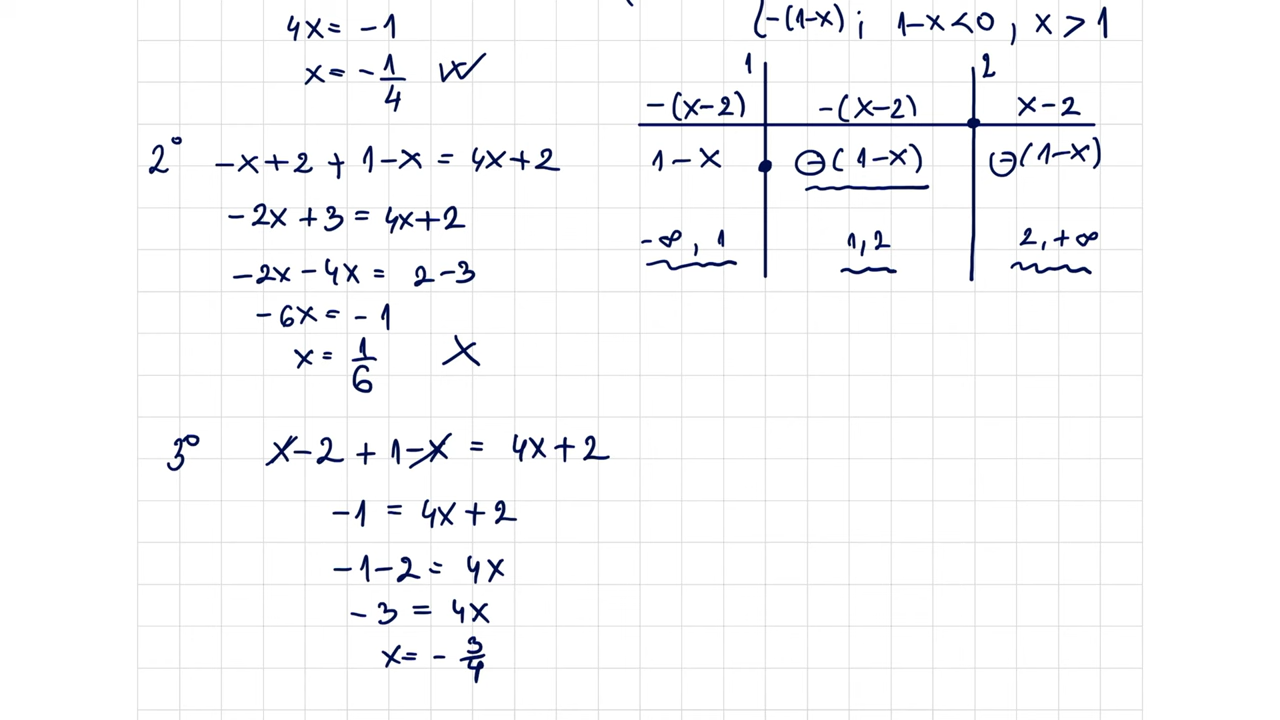 4x = -1
x = -1/4
2° -x+2+1-x = 4x+2
-2x+3 = 4x+2
-2x-4x = 2-3
-6x = -1
x = 1/6 X
3° x-2+1-x = 4x+2
-1 = 4x+2
-1-2 = 4x
-3 = 4x
x = -3/4
-(1-x) ; 1-x<0 , x>1
1 2
-(x-2) -(x-2) x-2
1-x -(1-x) -(1-x)
-∞, 1 1, 2 2, +∞